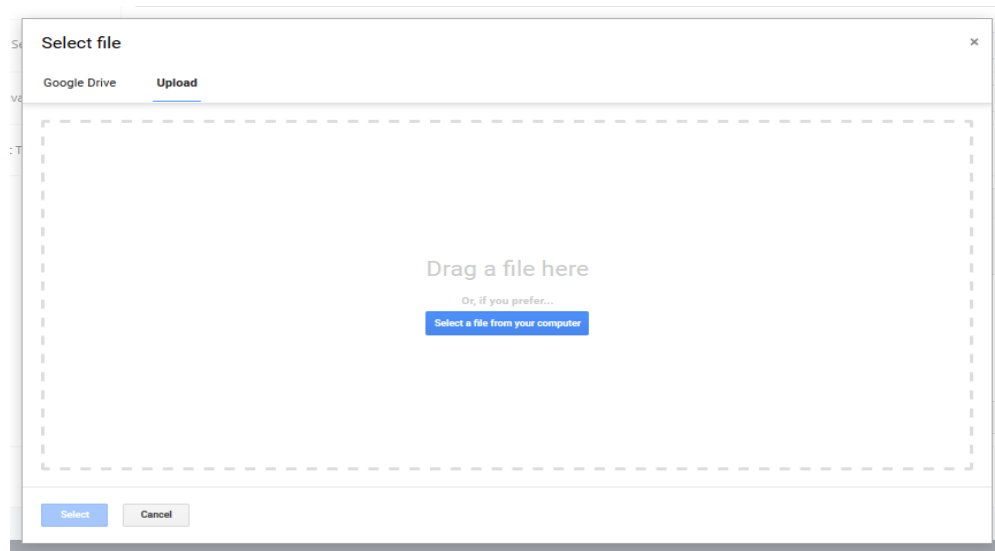 Select file
×
Google Drive Upload
Drag a file here
Or, if you prefer...
Select a file from your computer
Select Cancel